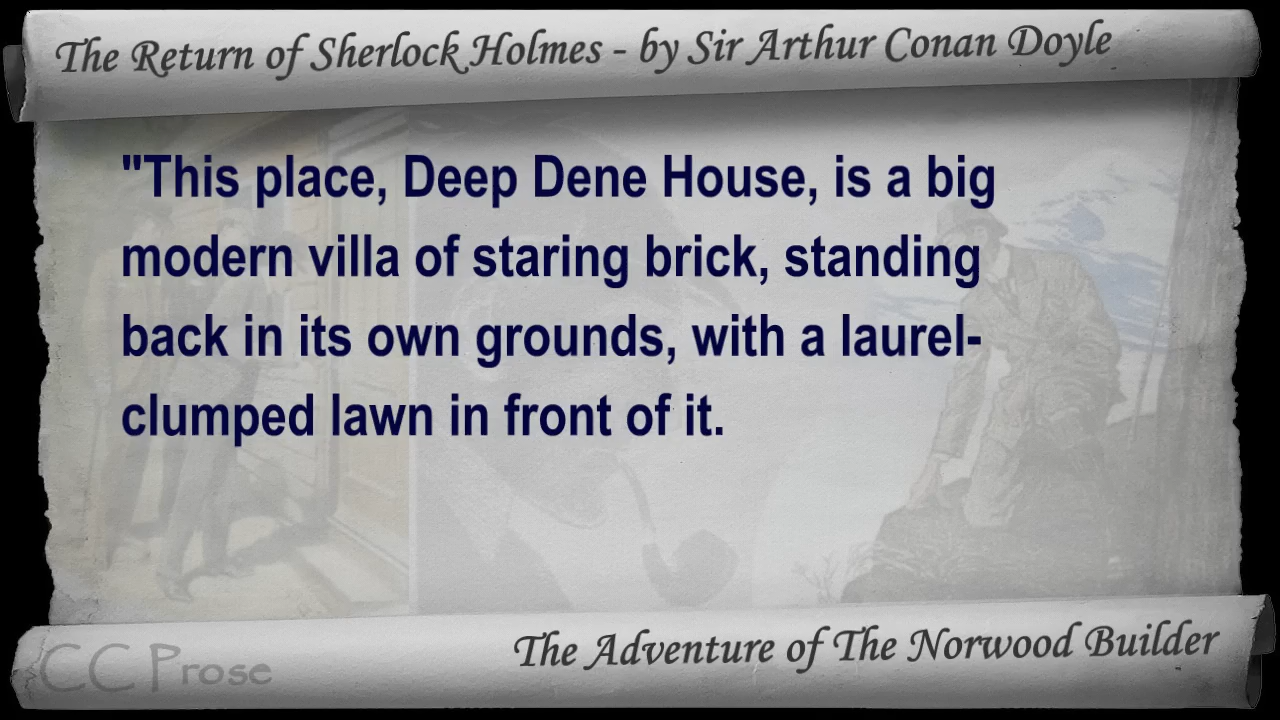 The Return of Sherlock Holmes - by Sir Arthur Conan Doyle
"This place, Deep Dene House, is a big
modern villa of staring brick, standing
back in its own grounds, with a laurel-
clumped lawn in front of it.
The Adventure of The Norwood Builder
CC Prose